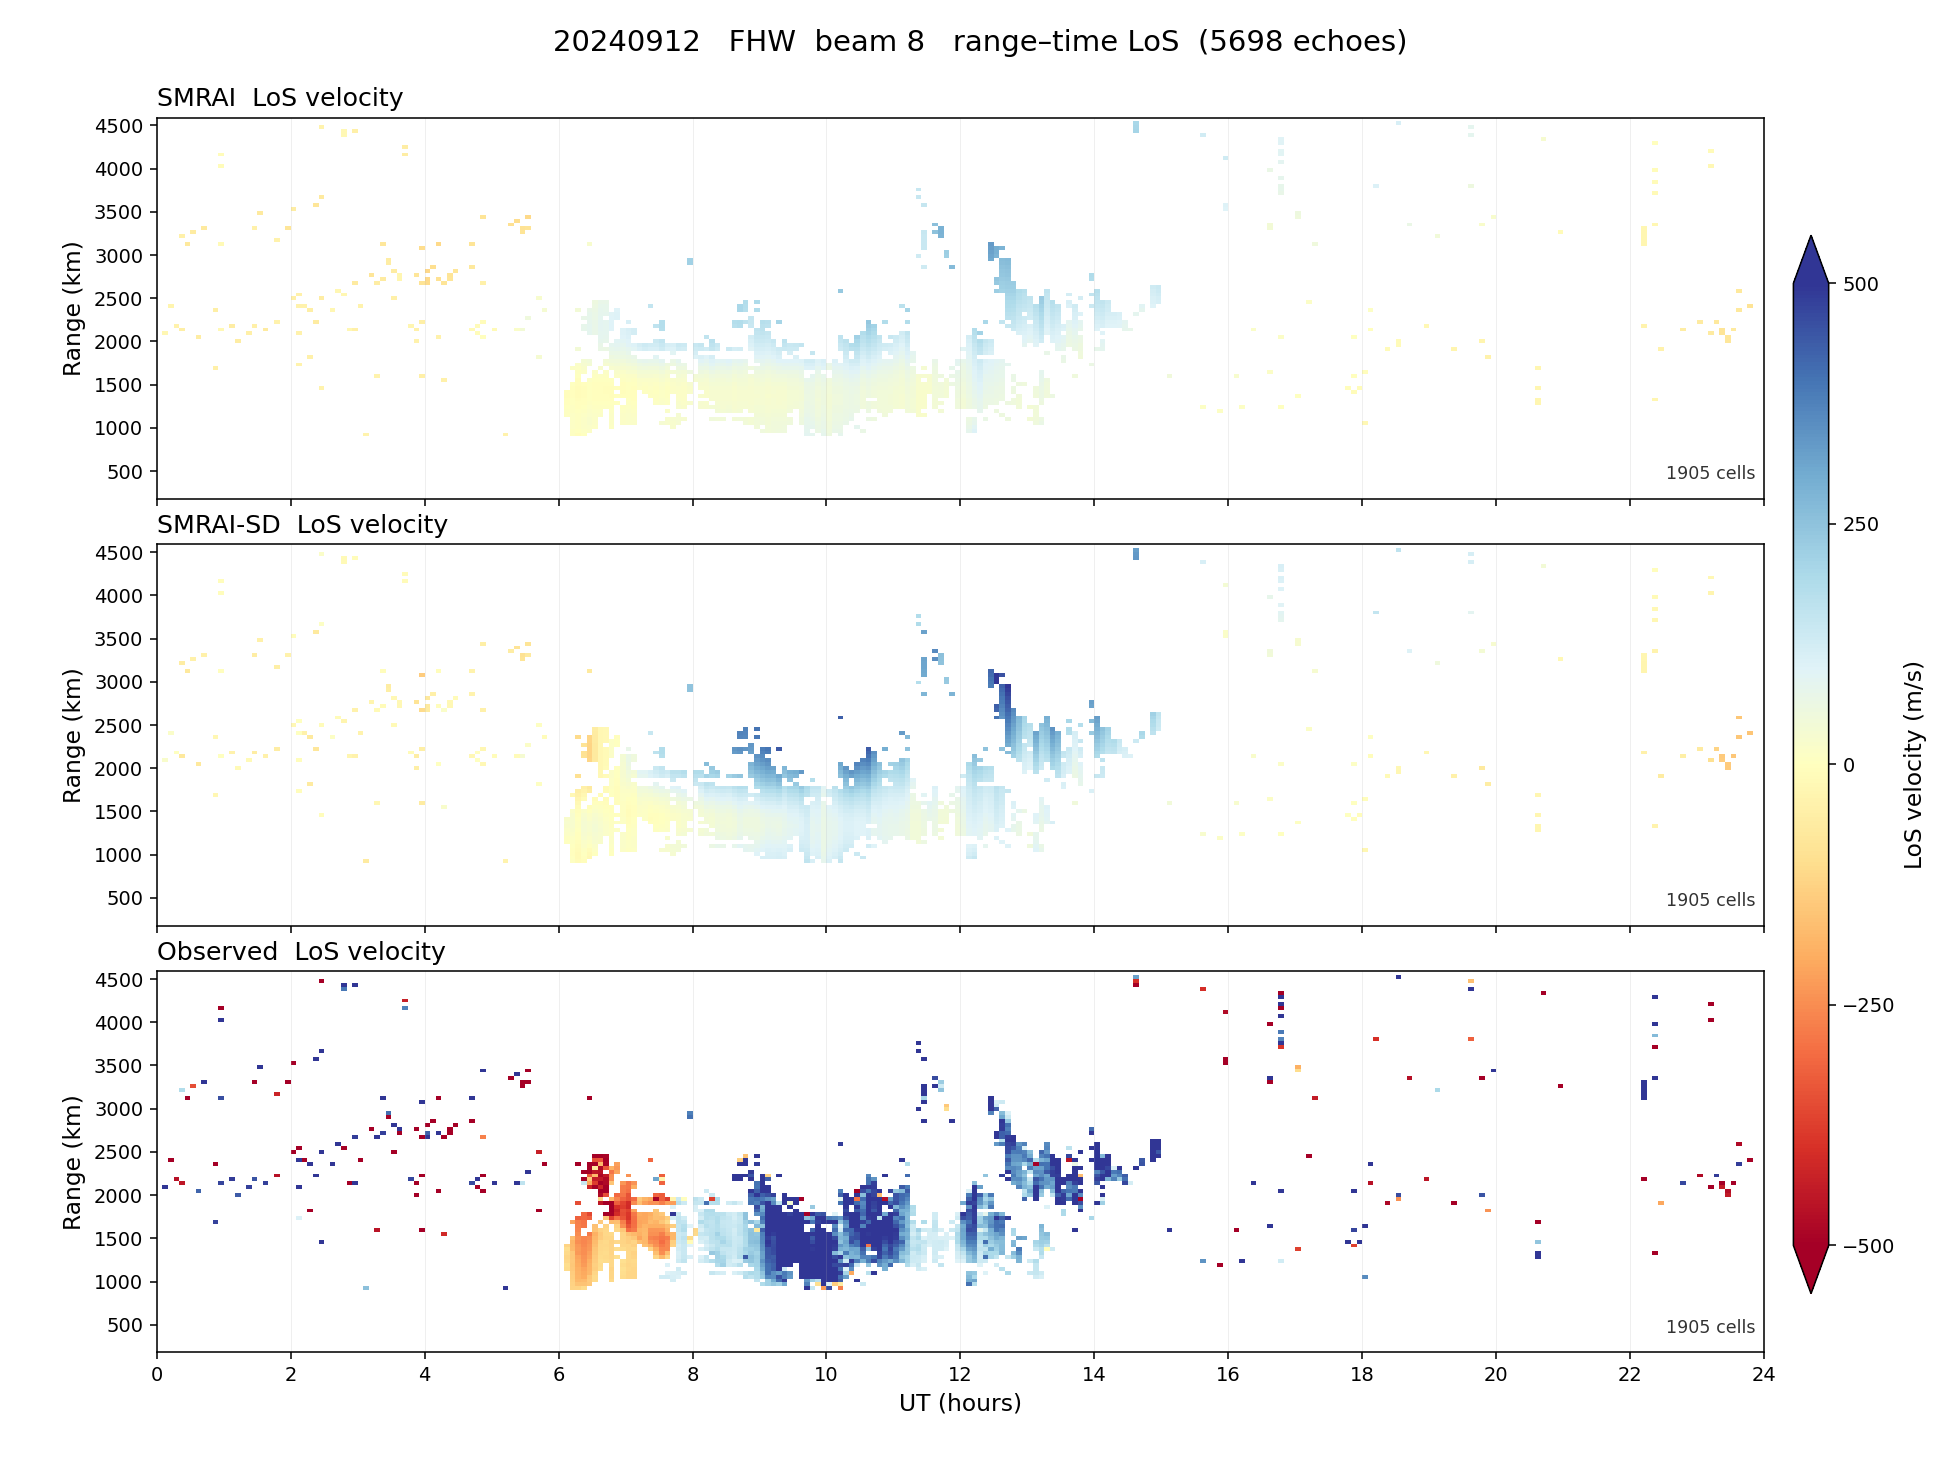 20240912   FHW  beam 8   range–time LoS  (5698 echoes)
SMRAI  LoS velocity
4500
4000
3500
3000
2500
2000
1500
1000
500
Range (km)
1905 cells
SMRAI-SD  LoS velocity
4500
4000
3500
3000
2500
2000
1500
1000
500
Range (km)
1905 cells
Observed  LoS velocity
4500
4000
3500
3000
2500
2000
1500
1000
500
Range (km)
1905 cells
0 2 4 6 8 10 12 14 16 18 20 22 24
UT (hours)
500
250
0
−250
−500
LoS velocity (m/s)